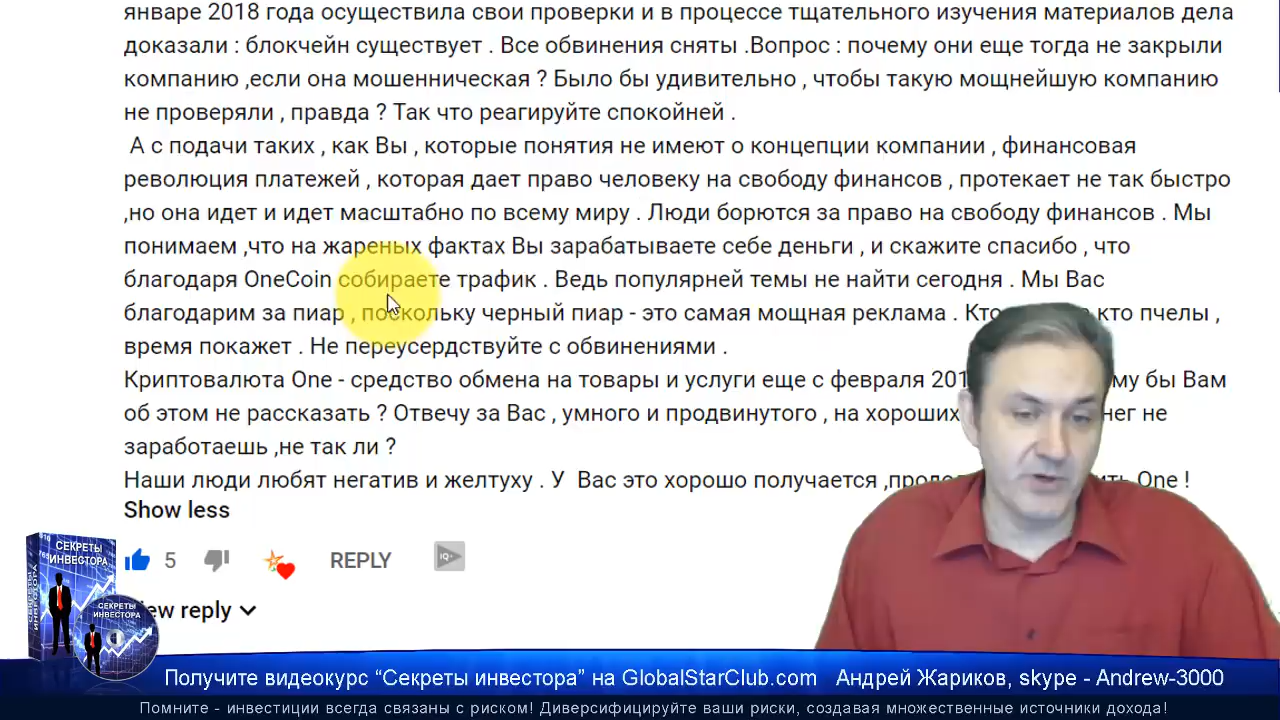 январе 2018 года осуществила свои проверки и в процессе тщательного изучения материалов дела
доказали : блокчейн существует . Все обвинения сняты .Вопрос : почему они еще тогда не закрыли
компанию ,если она мошенническая ? Было бы удивительно , чтобы такую мощнейшую компанию
не проверяли , правда ? Так что реагируйте спокойней .
А с подачи таких , как Вы , которые понятия не имеют о концепции компании , финансовая
революция платежей , которая дает право человеку на свободу финансов , протекает не так быстро
,но она идет и идет масштабно по всему миру . Люди борются за право на свободу финансов . Мы
понимаем ,что на жареных фактах Вы зарабатываете себе деньги , и скажите спасибо , что
благодаря OneCoin собираете трафик . Ведь популярней темы не найти сегодня . Мы Вас
благодарим за пиар , поскольку черный пиар - это самая мощная реклама . Кто кто пчелы ,
время покажет . Не переусердствуйте с обвинениями .
Криптовалюта One - средство обмена на товары и услуги еще с февраля бы Вам
об этом не рассказать ? Отвечу за Вас , умного и продвинутого , на хороших не
заработаешь ,не так ли ?
Наши люди любят негатив и желтуху . У Вас это хорошо получается , One !
Show less
5 REPLY IQ+
reply
СЕКРЕТЫ
ИНВЕСТОРА
СЕКРЕТЫ
ИНВЕСТОРА
Получите видеокурс “Секреты инвестора” на GlobalStarClub.com Андрей Жариков, skype - Andrew-3000
Помните - инвестиции всегда связаны с риском! Диверсифицируйте ваши риски, создавая множественные источники дохода!